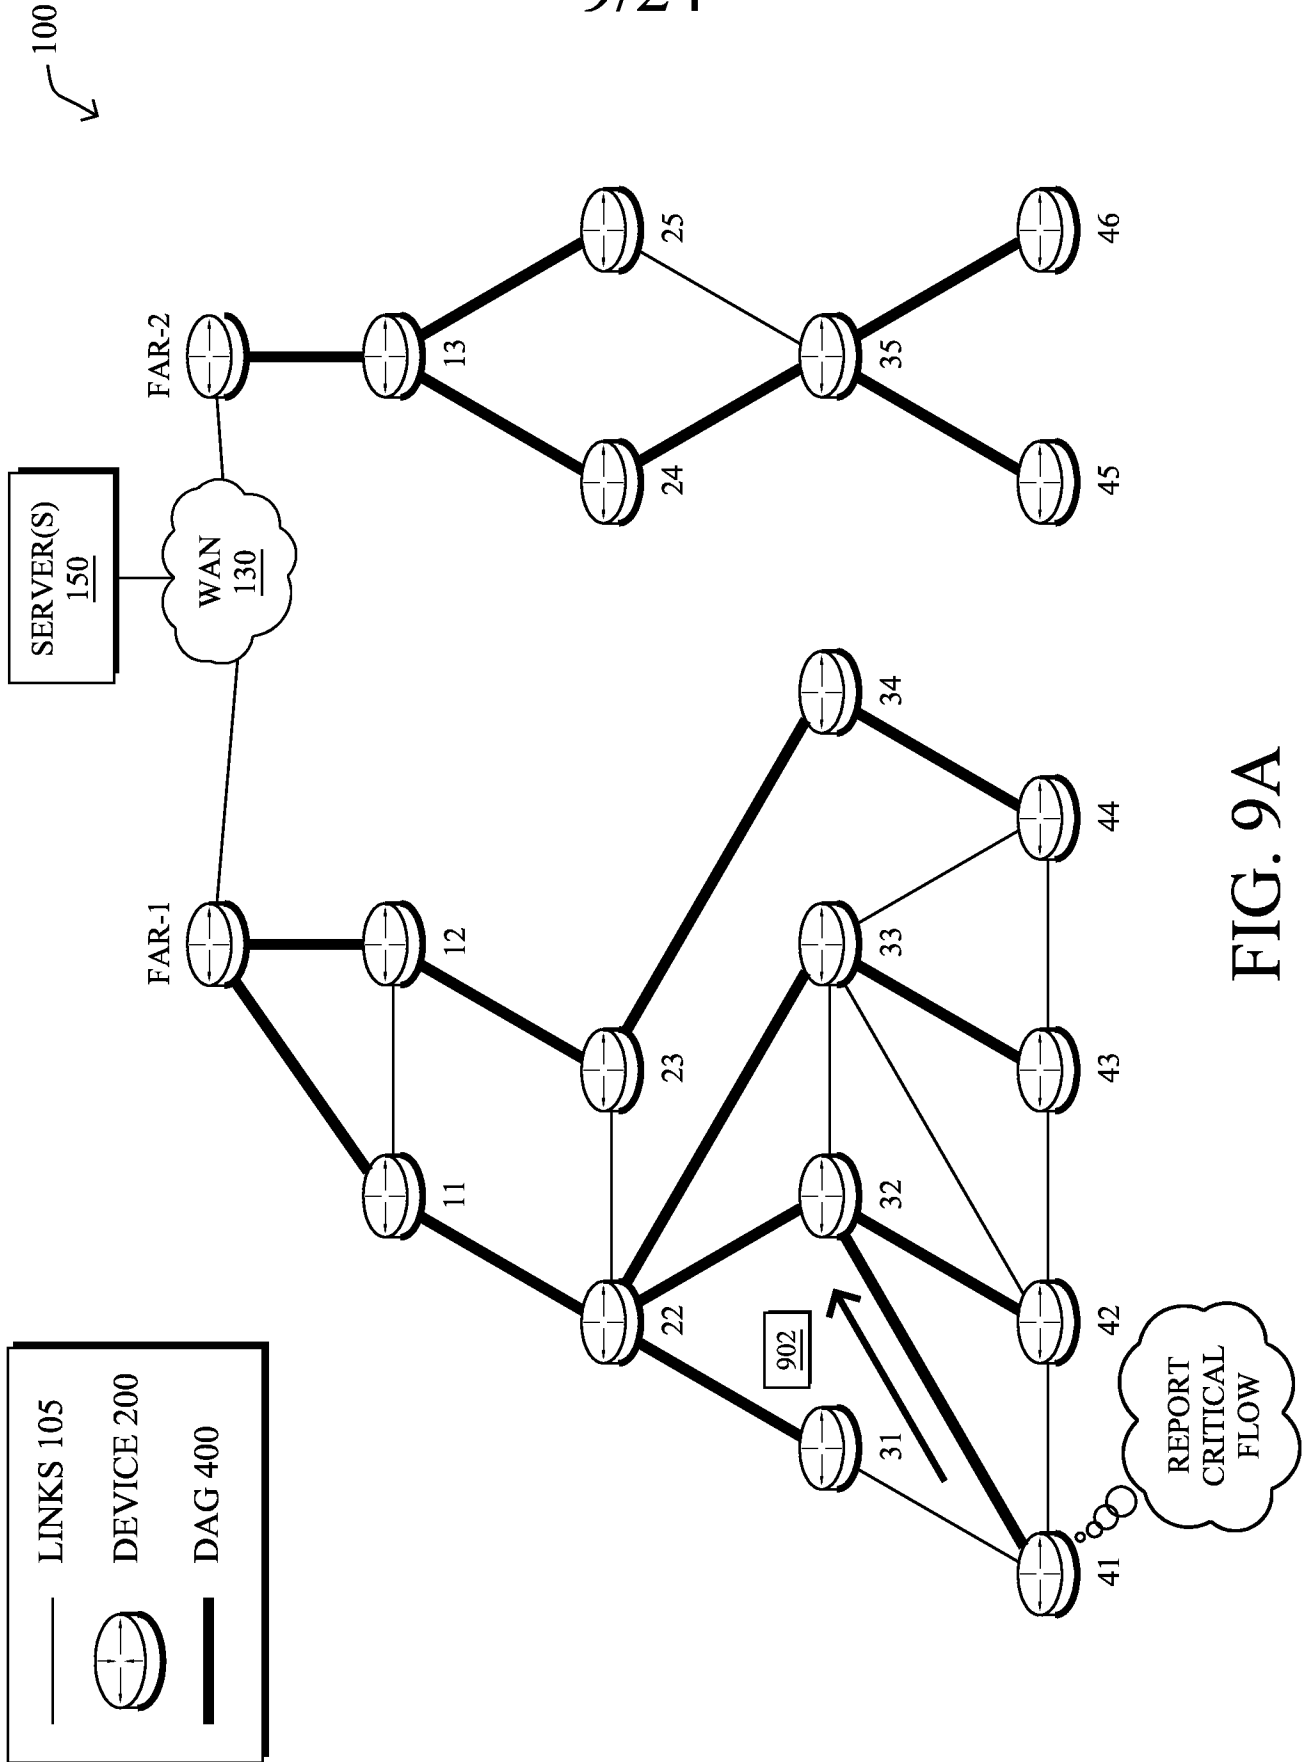 9/24
100
LINKS 105
DEVICE 200
DAG 400
SERVER(S)
150
WAN
130
FAR-1
FAR-2
11
12
13
22
23
24
25
902
31
32
33
34
35
41
42
43
44
45
46
REPORT
CRITICAL
FLOW
FIG. 9A